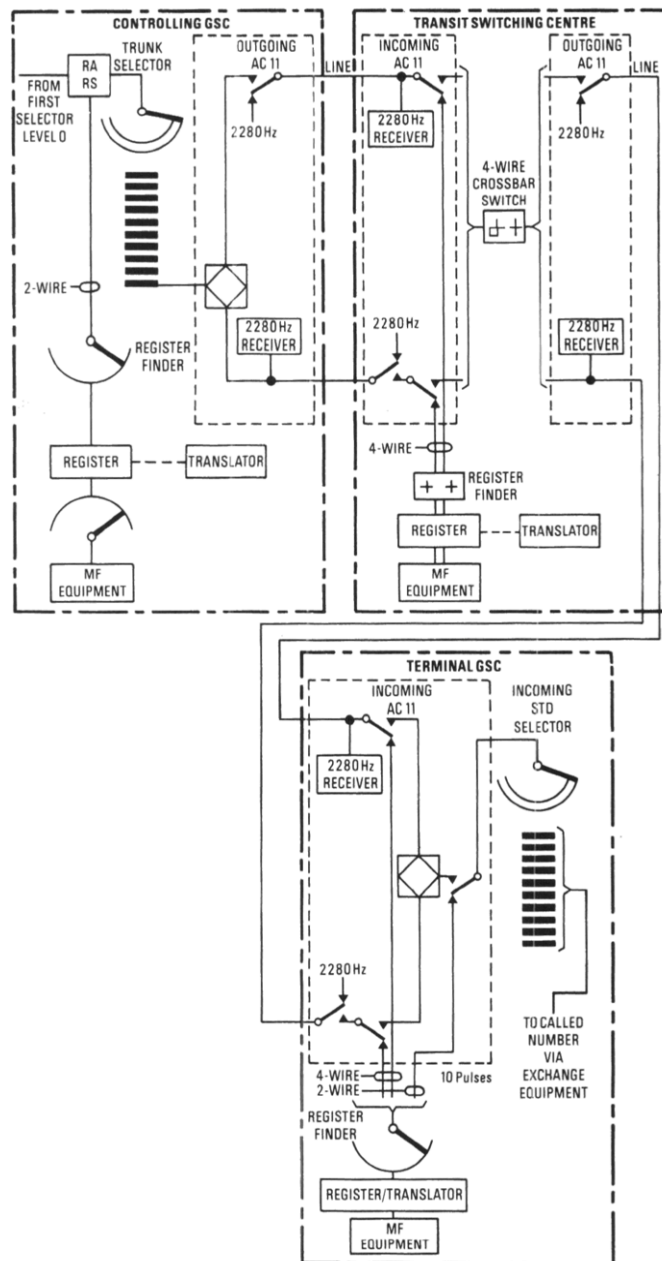 CONTROLLING GSC
TRUNK
SELECTOR
RA
RS
FROM
FIRST
SELECTOR
LEVEL 0
OUTGOING
AC 11
2280Hz
LINE
2-WIRE
2280Hz
RECEIVER
REGISTER
FINDER
REGISTER
TRANSLATOR
MF
EQUIPMENT
TRANSIT SWITCHING CENTRE
INCOMING
AC 11
2280Hz
RECEIVER
4-WIRE
CROSSBAR
SWITCH
OUTGOING
AC 11
2280Hz
LINE
2280Hz
2280Hz
RECEIVER
4-WIRE
REGISTER
FINDER
REGISTER
TRANSLATOR
MF
EQUIPMENT
TERMINAL GSC
INCOMING
AC 11
INCOMING
STD
SELECTOR
2280Hz
RECEIVER
2280Hz
TO CALLED
NUMBER
VIA
EXCHANGE
EQUIPMENT
4-WIRE
2-WIRE
10 Pulses
REGISTER
FINDER
REGISTER/TRANSLATOR
MF
EQUIPMENT